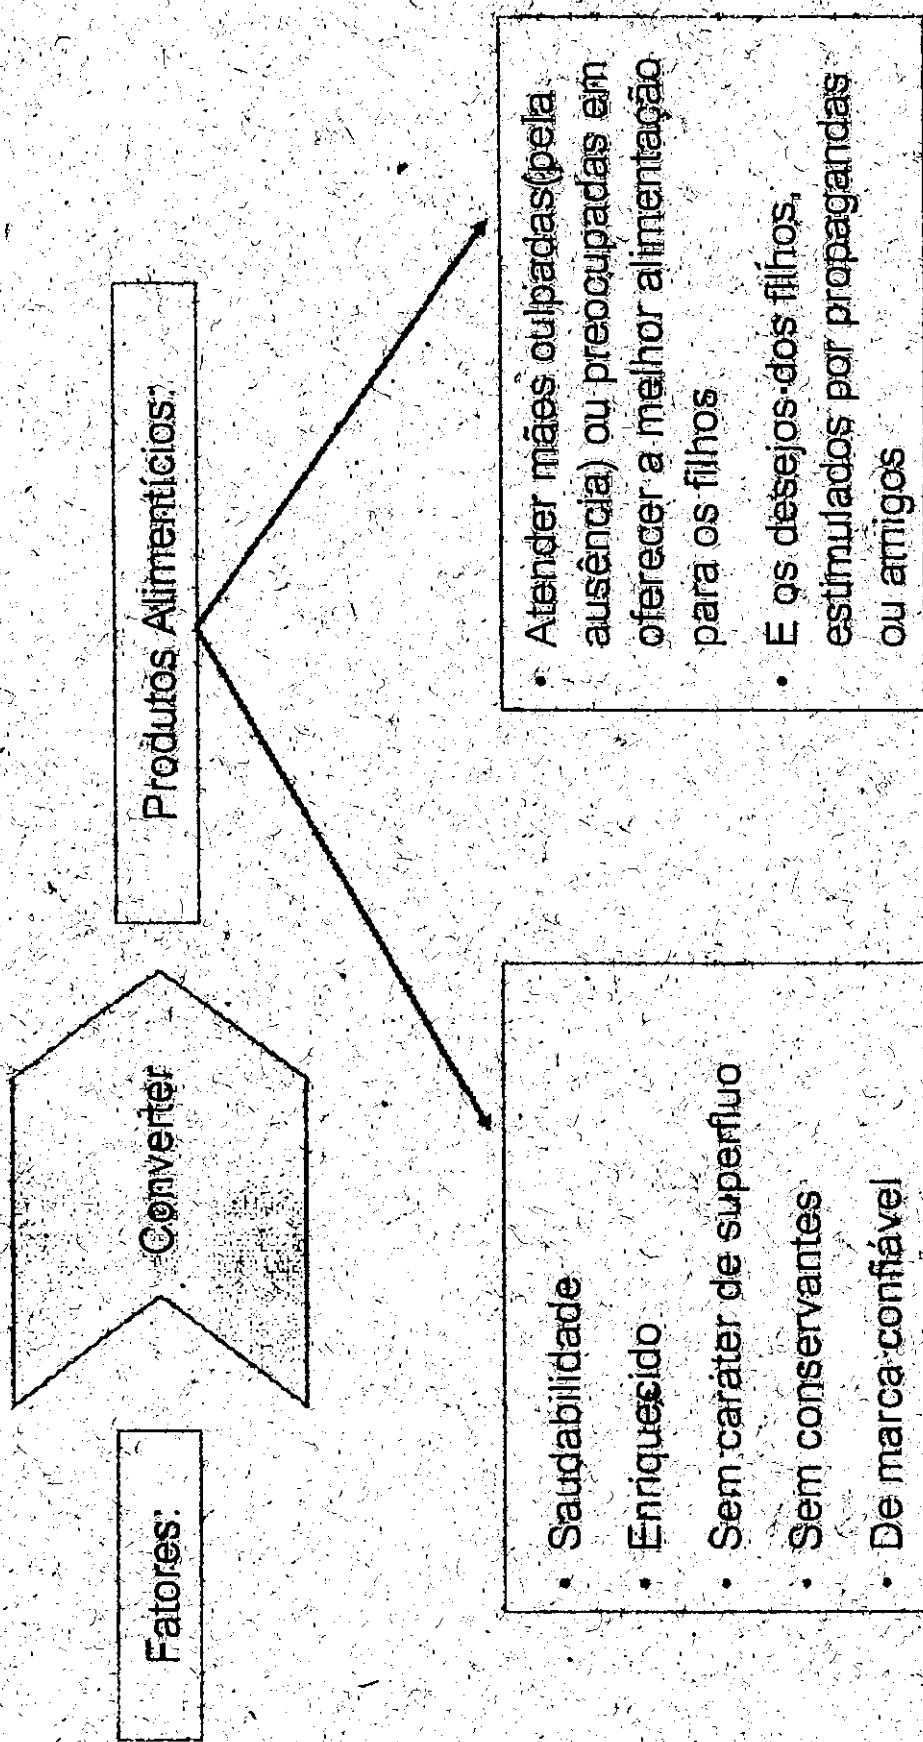 Fatores:
Converter
Produtos Alimentícios:
• Saudabilidade
• Enriquecido
• Sem caráter de superfluo
• Sem conservantes
• De marca confiável
• Atender mães culpadas(pela
ausência) ou preocupadas em
oferecer a melhor alimentação
para os filhos
• E os desejos dos filhos,
estimulados por propagandas
ou amigos